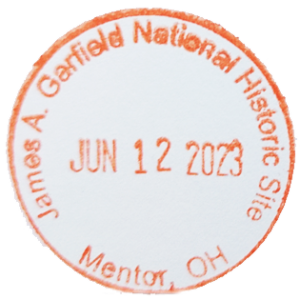 James A. Garfield National Historic Site
JUN 12 2023
Mentor, OH